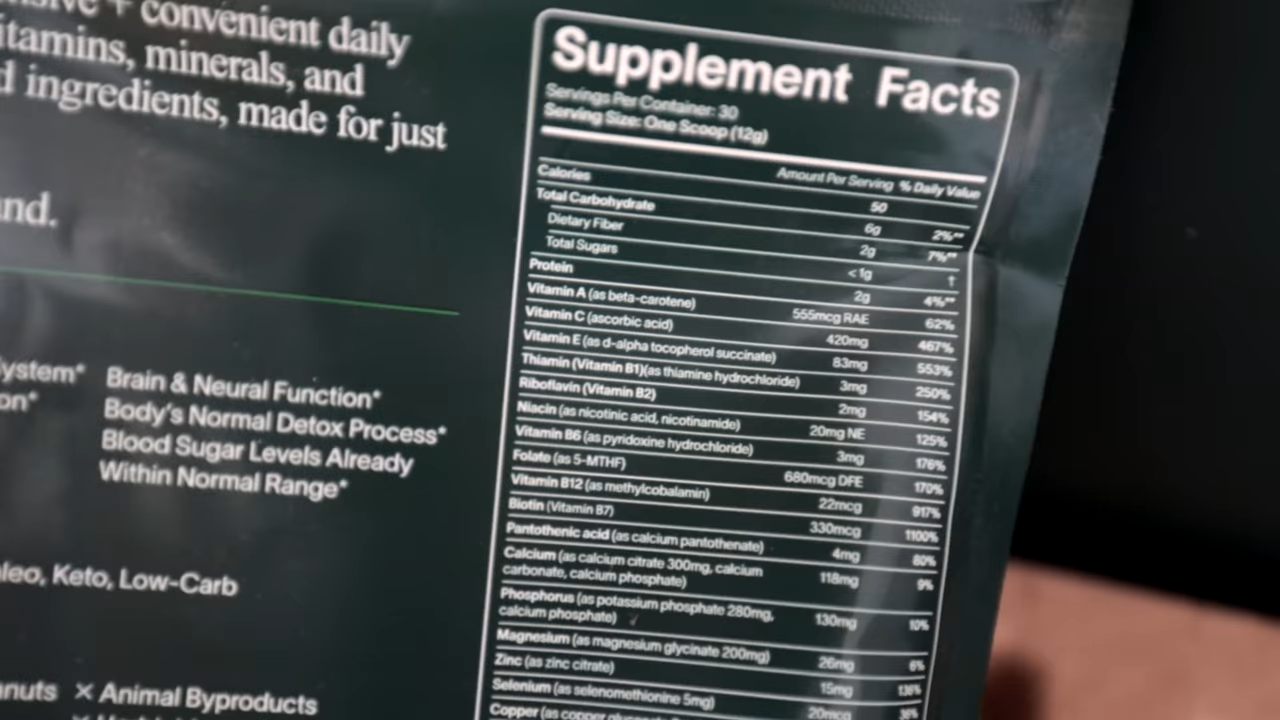 + convenient daily
itamins, minerals, and
d ingredients, made for just
nd.
ystem* Brain & Neural Function*
on* Body's Normal Detox Process*
Blood Sugar Levels Already
Within Normal Range*
leo, Keto, Low-Carb
nuts × Animal Byproducts
Supplement Facts
Servings Per Container: 30
Serving Size: One Scoop (12g)
Amount Per Serving % Daily Value
Calories 50
Total Carbohydrate 6g 2%**
Dietary Fiber 2g 7%**
Total Sugars <1g †
Protein 2g 4%**
Vitamin A (as beta-carotene) 555mcg RAE 62%
Vitamin C (ascorbic acid) 420mg 467%
Vitamin E (as d-alpha tocopherol succinate) 83mg 553%
Thiamin (Vitamin B1)(as thiamine hydrochloride) 3mg 250%
Riboflavin (Vitamin B2) 2mg 154%
Niacin (as nicotinic acid, nicotinamide) 20mg NE 125%
Vitamin B6 (as pyridoxine hydrochloride) 3mg 176%
Folate (as 5-MTHF) 680mcg DFE 170%
Vitamin B12 (as methylcobalamin) 22mcg 917%
Biotin (Vitamin B7) 330mcg 1100%
Pantothenic acid (as calcium pantothenate) 4mg 80%
Calcium (as calcium citrate 300mg, calcium
carbonate, calcium phosphate) 118mg 9%
Phosphorus (as potassium phosphate 280mg,
calcium phosphate) 130mg 10%
Magnesium (as magnesium glycinate 200mg) 26mg 6%
Zinc (as zinc citrate) 15mg 136%
Selenium (as selenomethionine 5mg) 20mcg 36%
Copper (as copper